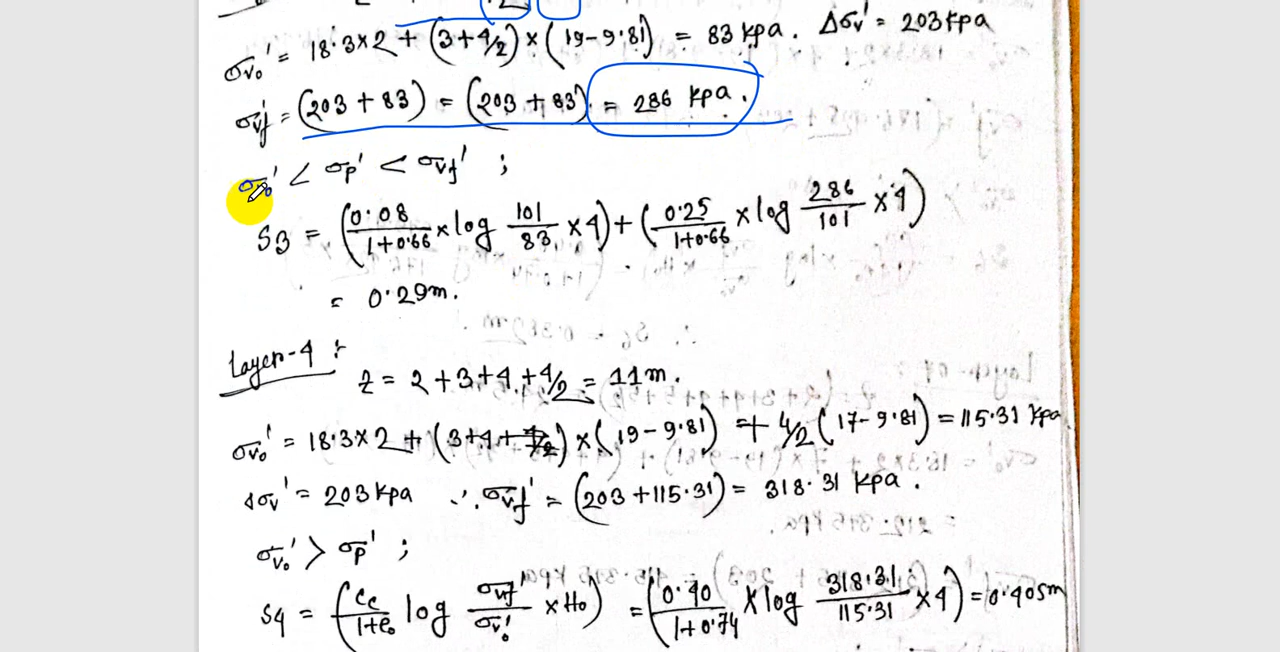 σv₀' = 18.3×2 + (3+4/2) × (19-9.81) = 83 kpa. Δσv' = 203 kpa
σvf' = (203 + 83) = (203 + 83) = 286 kpa.
σv₀' < σp' < σvf' ;
S3 = (0.08/1+0.66 × log 101/83 × 4) + (0.25/1+0.66 × log 286/101 × 4)
= 0.29m.
Layer-4 :
Z = 2+3+4+4/2 = 11m.
σv₀' = 18.3×2 + (3+4) × (19-9.81) + 4/2 (17-9.81) = 115.31 kpa
Δσv' = 203 kpa ∴ σvf' = (203 + 115.31) = 318.31 kpa.
σv₀' > σp' ;
S4 = (Cc/1+e₀ log σvf'/σv₀' × H₀) = (0.40/1+0.74 × log 318.31/115.31 × 4) = 0.405m